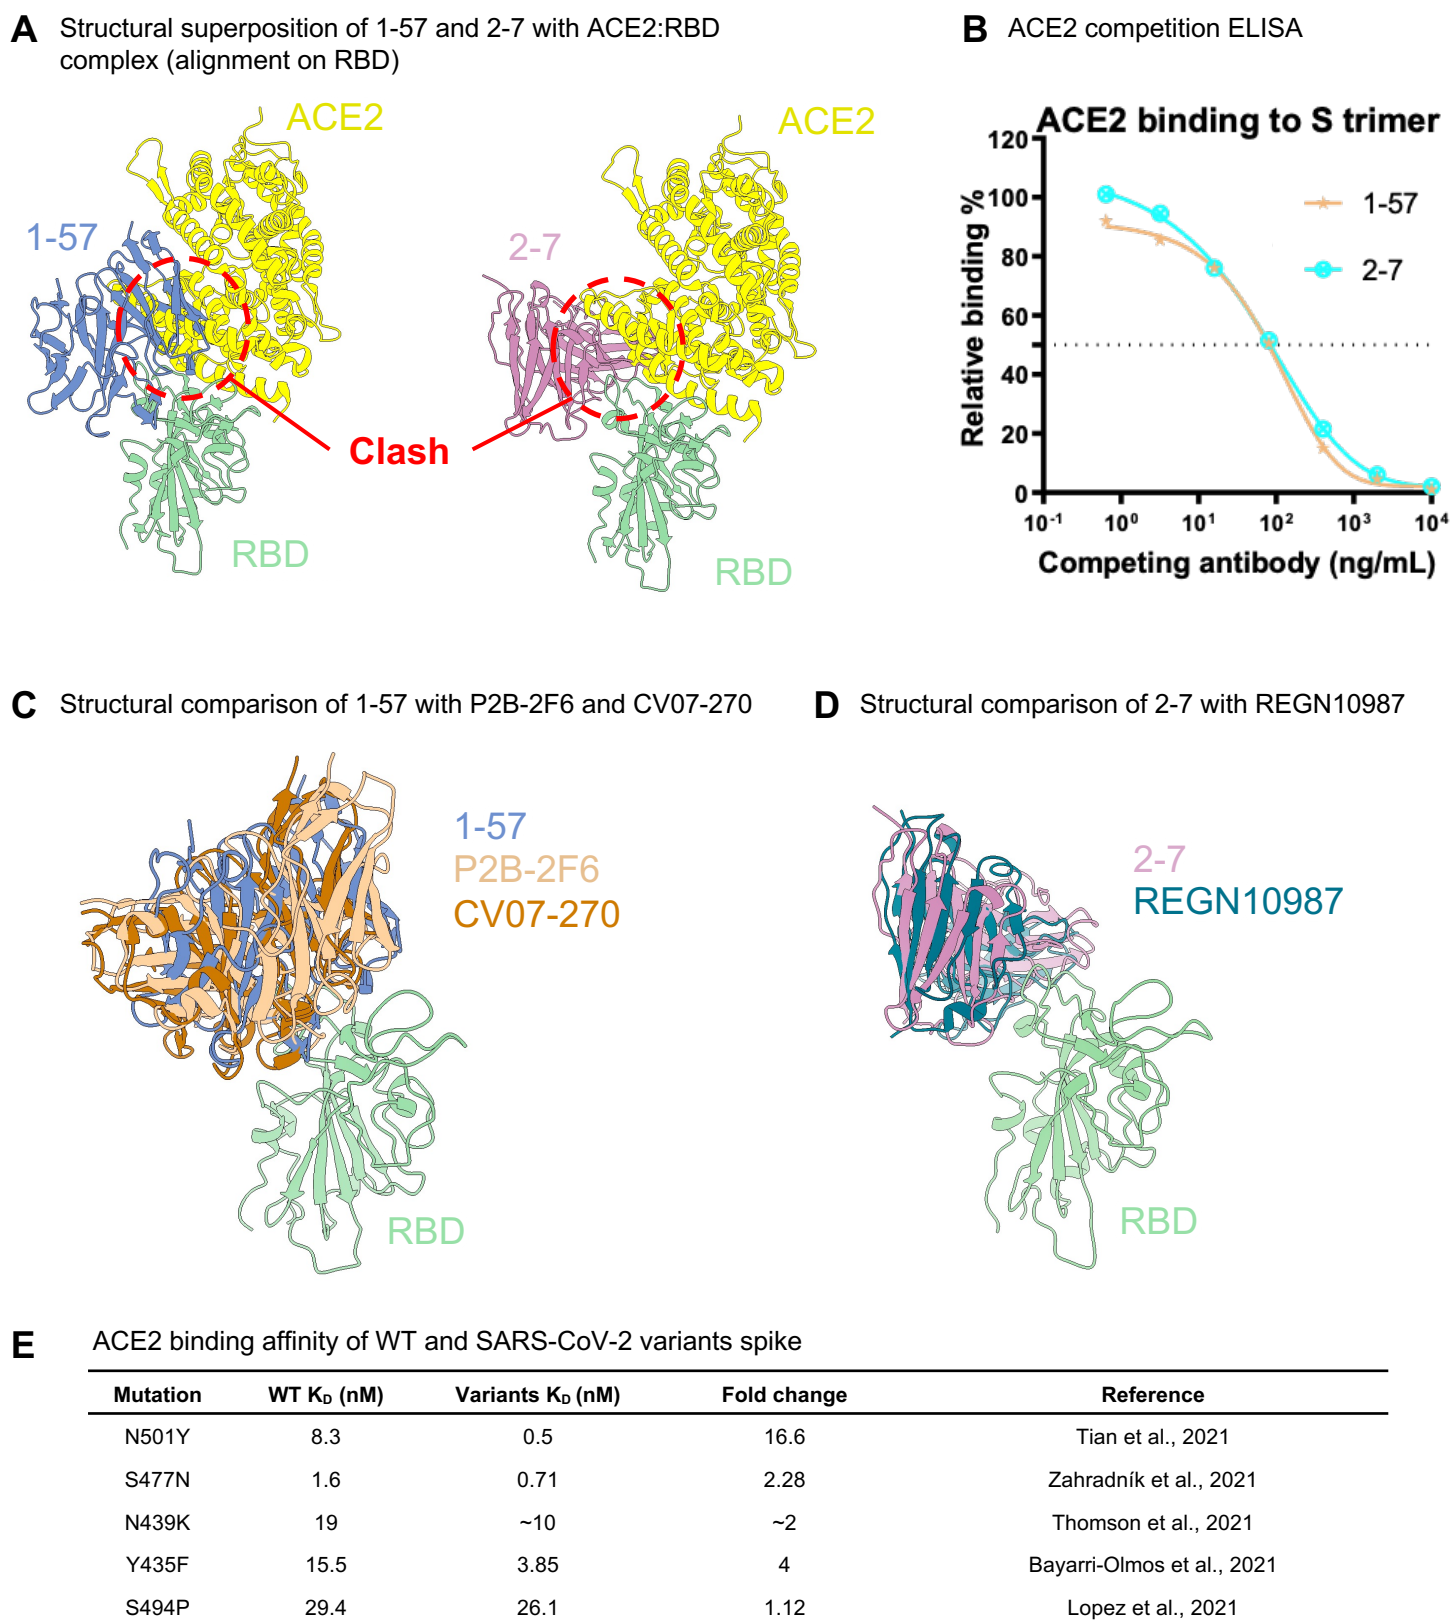 A Structural superposition of 1-57 and 2-7 with ACE2:RBD
complex (alignment on RBD)
ACE2
1-57
RBD
ACE2
2-7
RBD
Clash
B ACE2 competition ELISA
ACE2 binding to S trimer
Relative binding %
120
100
80
60
40
20
0
1-57
2-7
10⁻¹ 10⁰ 10¹ 10² 10³ 10⁴
Competing antibody (ng/mL)
C Structural comparison of 1-57 with P2B-2F6 and CV07-270
1-57
P2B-2F6
CV07-270
RBD
D Structural comparison of 2-7 with REGN10987
2-7
REGN10987
RBD
E ACE2 binding affinity of WT and SARS-CoV-2 variants spike
Mutation WT K_D (nM) Variants K_D (nM) Fold change Reference
N501Y 8.3 0.5 16.6 Tian et al., 2021
S477N 1.6 0.71 2.28 Zahradník et al., 2021
N439K 19 ~10 ~2 Thomson et al., 2021
Y435F 15.5 3.85 4 Bayarri-Olmos et al., 2021
S494P 29.4 26.1 1.12 Lopez et al., 2021